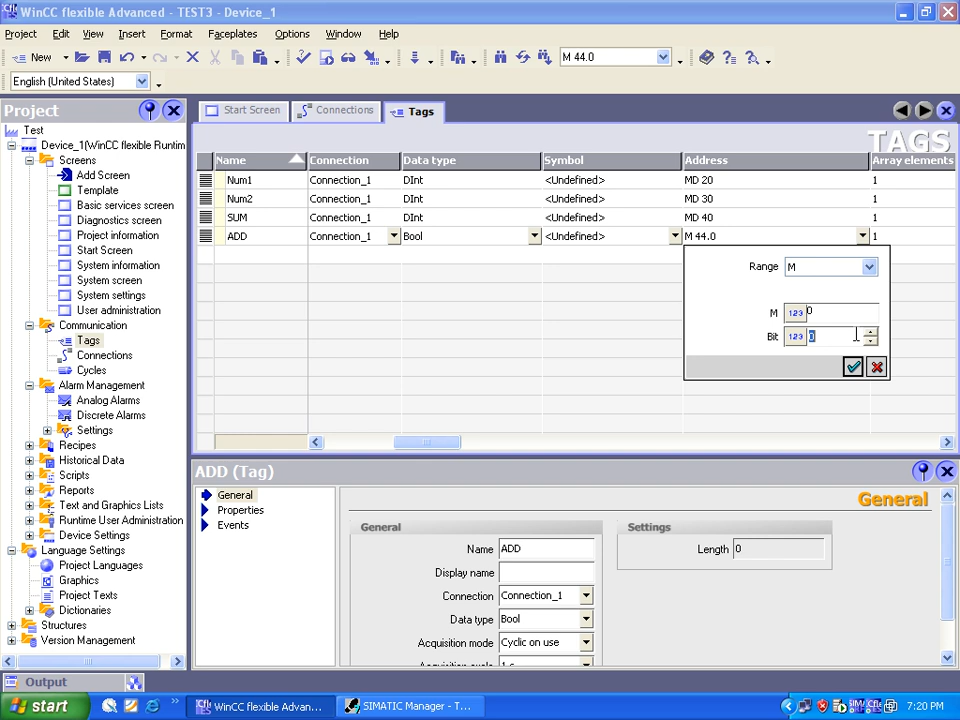 WinCC flexible Advanced - TEST3 - Device_1
Project Edit View Insert Format Faceplates Options Window Help
New M 44.0
English (United States)
Project
Start Screen Connections Tags
TAGS
Name Connection Data type Symbol Address Array elements
Num1 Connection_1 DInt <Undefined> MD 20 1
Num2 Connection_1 DInt <Undefined> MD 30 1
SUM Connection_1 DInt <Undefined> MD 40 1
ADD Connection_1 Bool <Undefined> M 44.0 1
Range M
M 123 0
Bit 123 0
Test
Device_1(WinCC flexible Runtim
Screens
Add Screen
Template
Basic services screen
Diagnostics screen
Project information
Start Screen
System information
System screen
System settings
User administration
Communication
Tags
Connections
Cycles
Alarm Management
Analog Alarms
Discrete Alarms
Settings
Recipes
Historical Data
Scripts
Reports
Text and Graphics Lists
Runtime User Administration
Device Settings
Language Settings
Project Languages
Graphics
Project Texts
Dictionaries
Structures
Version Management
ADD (Tag)
General
Properties
Events
General
General
Name ADD
Display name
Connection Connection_1
Data type Bool
Acquisition mode Cyclic on use
Settings
Length 0
Output
start WinCC flexible Advan... SIMATIC Manager - T... 7:20 PM